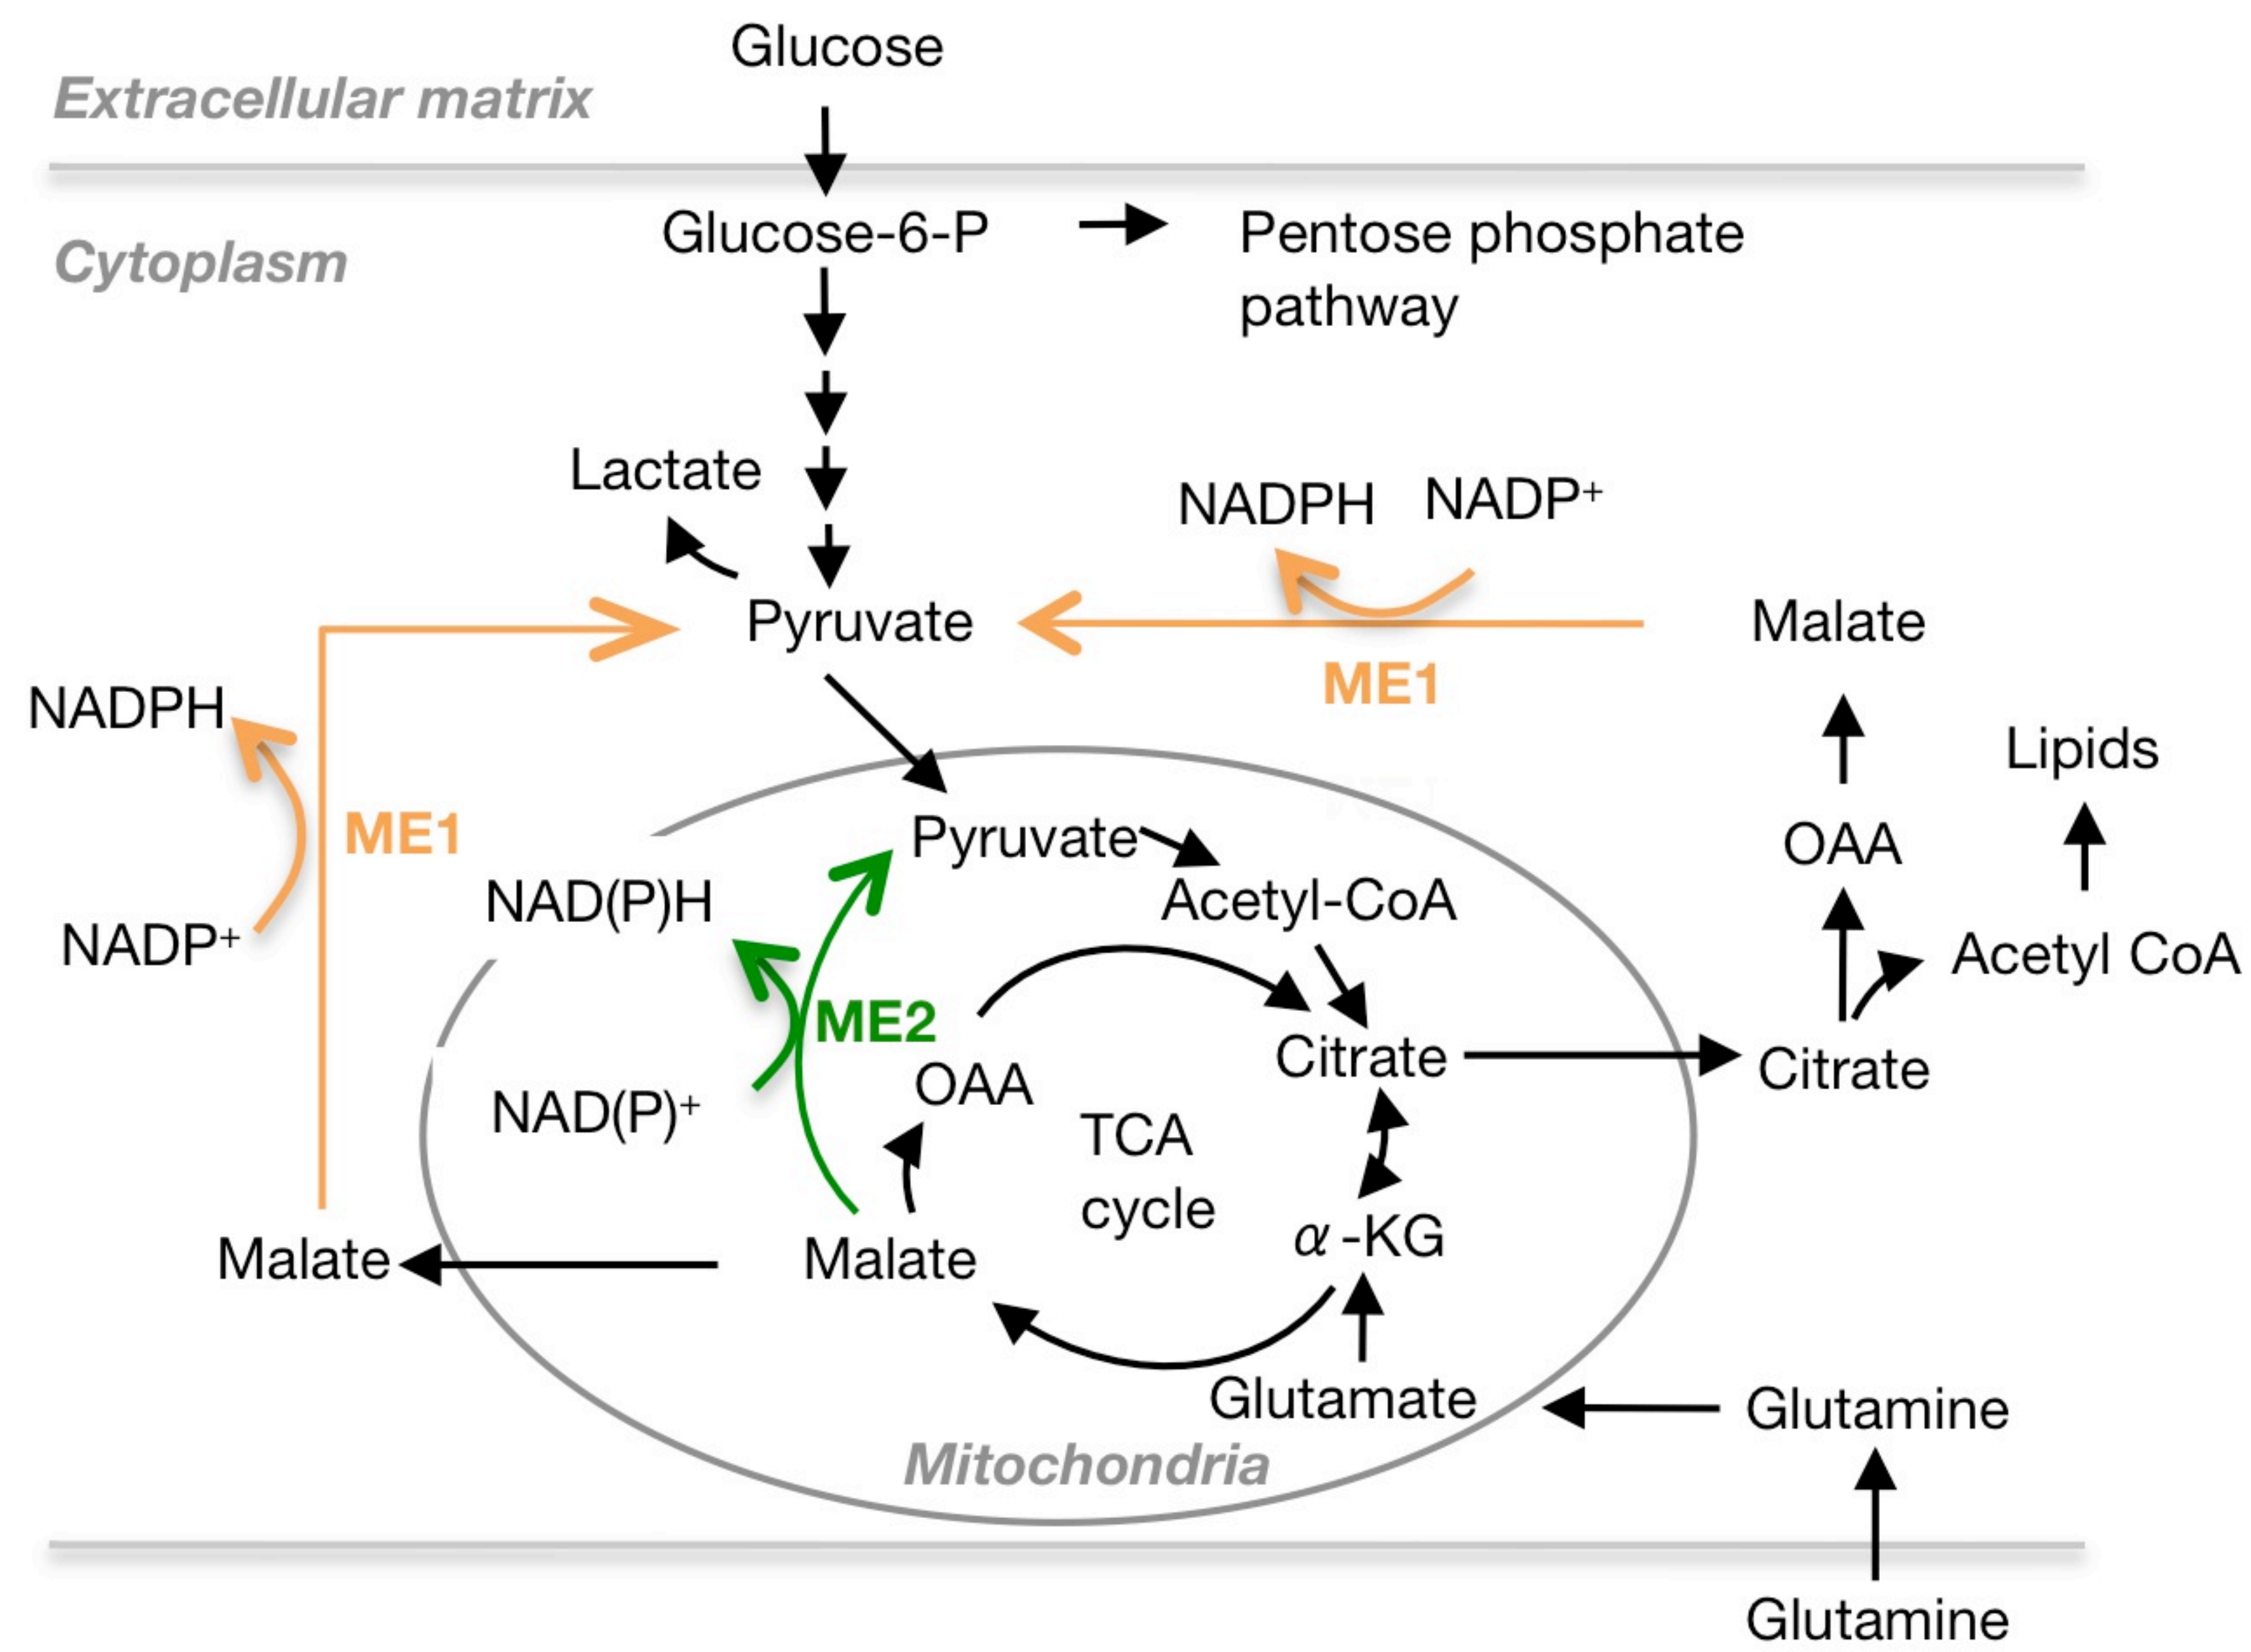 Glucose
Extracellular matrix
Glucose-6-P
Pentose phosphate
pathway
Cytoplasm
Lactate
NADPH
NADP+
Pyruvate
Malate
ME1
NADPH
Lipids
ME1
Pyruvate
OAA
NAD(P)H
Acetyl-CoA
NADP+
Acetyl CoA
ME2
Citrate
Citrate
OAA
NAD(P)+
TCA
cycle
α-KG
Malate
Malate
Glutamate
Glutamine
Mitochondria
Glutamine